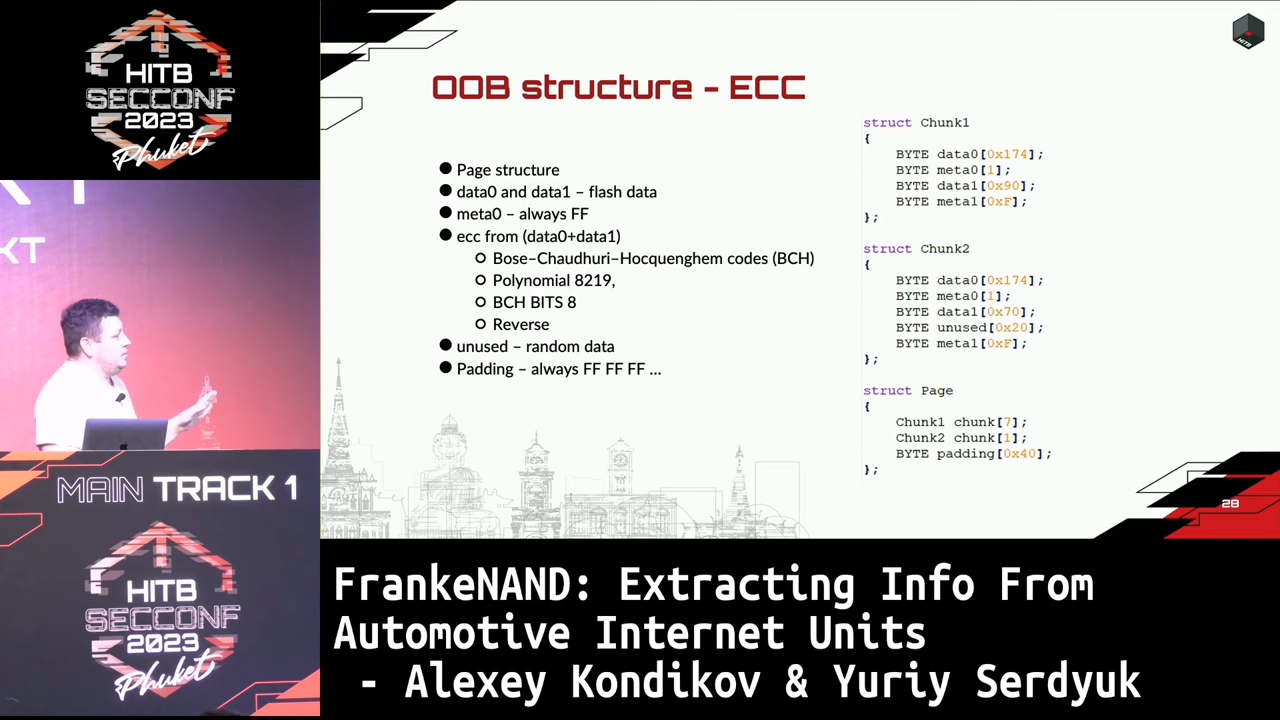 HITB
SECCONF
2023
Phuket
KT
MAIN TRACK 1
HITB
SECCONF
2023
Phuket
HITB
OOB structure - ECC
● Page structure
● data0 and data1 – flash data
● meta0 – always FF
● ecc from (data0+data1)
○ Bose–Chaudhuri–Hocquenghem codes (BCH)
○ Polynomial 8219,
○ BCH BITS 8
○ Reverse
● unused – random data
● Padding – always FF FF FF ...
struct Chunk1
{
BYTE data0[0x174];
BYTE meta0[1];
BYTE data1[0x90];
BYTE meta1[0xF];
};
struct Chunk2
{
BYTE data0[0x174];
BYTE meta0[1];
BYTE data1[0x70];
BYTE unused[0x20];
BYTE meta1[0xF];
};
struct Page
{
Chunk1 chunk[7];
Chunk2 chunk[1];
BYTE padding[0x40];
};
28
FrankeNAND: Extracting Info From
Automotive Internet Units
- Alexey Kondikov & Yuriy Serdyuk